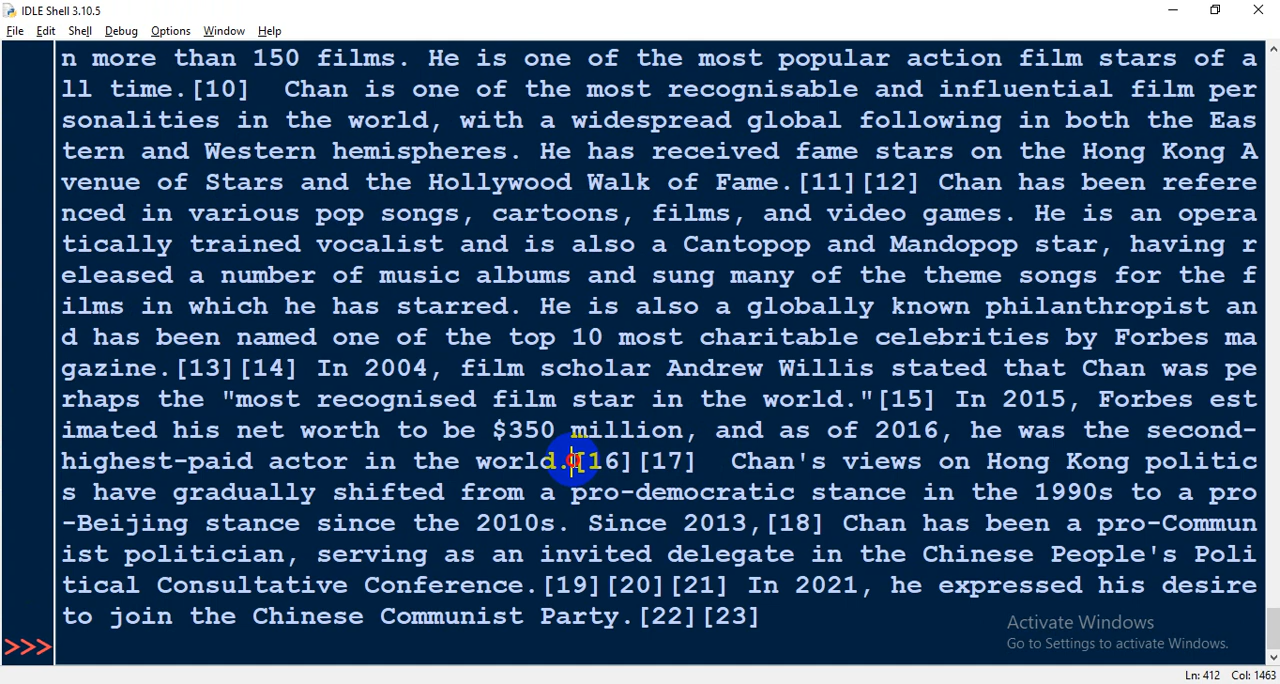 IDLE Shell 3.10.5
File Edit Shell Debug Options Window Help
n more than 150 films. He is one of the most popular action film stars of a
ll time.[10]  Chan is one of the most recognisable and influential film per
sonalities in the world, with a widespread global following in both the Eas
tern and Western hemispheres. He has received fame stars on the Hong Kong A
venue of Stars and the Hollywood Walk of Fame.[11][12] Chan has been refere
nced in various pop songs, cartoons, films, and video games. He is an opera
tically trained vocalist and is also a Cantopop and Mandopop star, having r
eleased a number of music albums and sung many of the theme songs for the f
ilms in which he has starred. He is also a globally known philanthropist an
d has been named one of the top 10 most charitable celebrities by Forbes ma
gazine.[13][14] In 2004, film scholar Andrew Willis stated that Chan was pe
rhaps the "most recognised film star in the world."[15] In 2015, Forbes est
imated his net worth to be $350 million, and as of 2016, he was the second-
highest-paid actor in the world.[16][17]  Chan's views on Hong Kong politic
s have gradually shifted from a pro-democratic stance in the 1990s to a pro
-Beijing stance since the 2010s. Since 2013,[18] Chan has been a pro-Commun
ist politician, serving as an invited delegate in the Chinese People's Poli
tical Consultative Conference.[19][20][21] In 2021, he expressed his desire
to join the Chinese Communist Party.[22][23]
Activate Windows
Go to Settings to activate Windows.
>>>
Ln: 412 Col: 1463